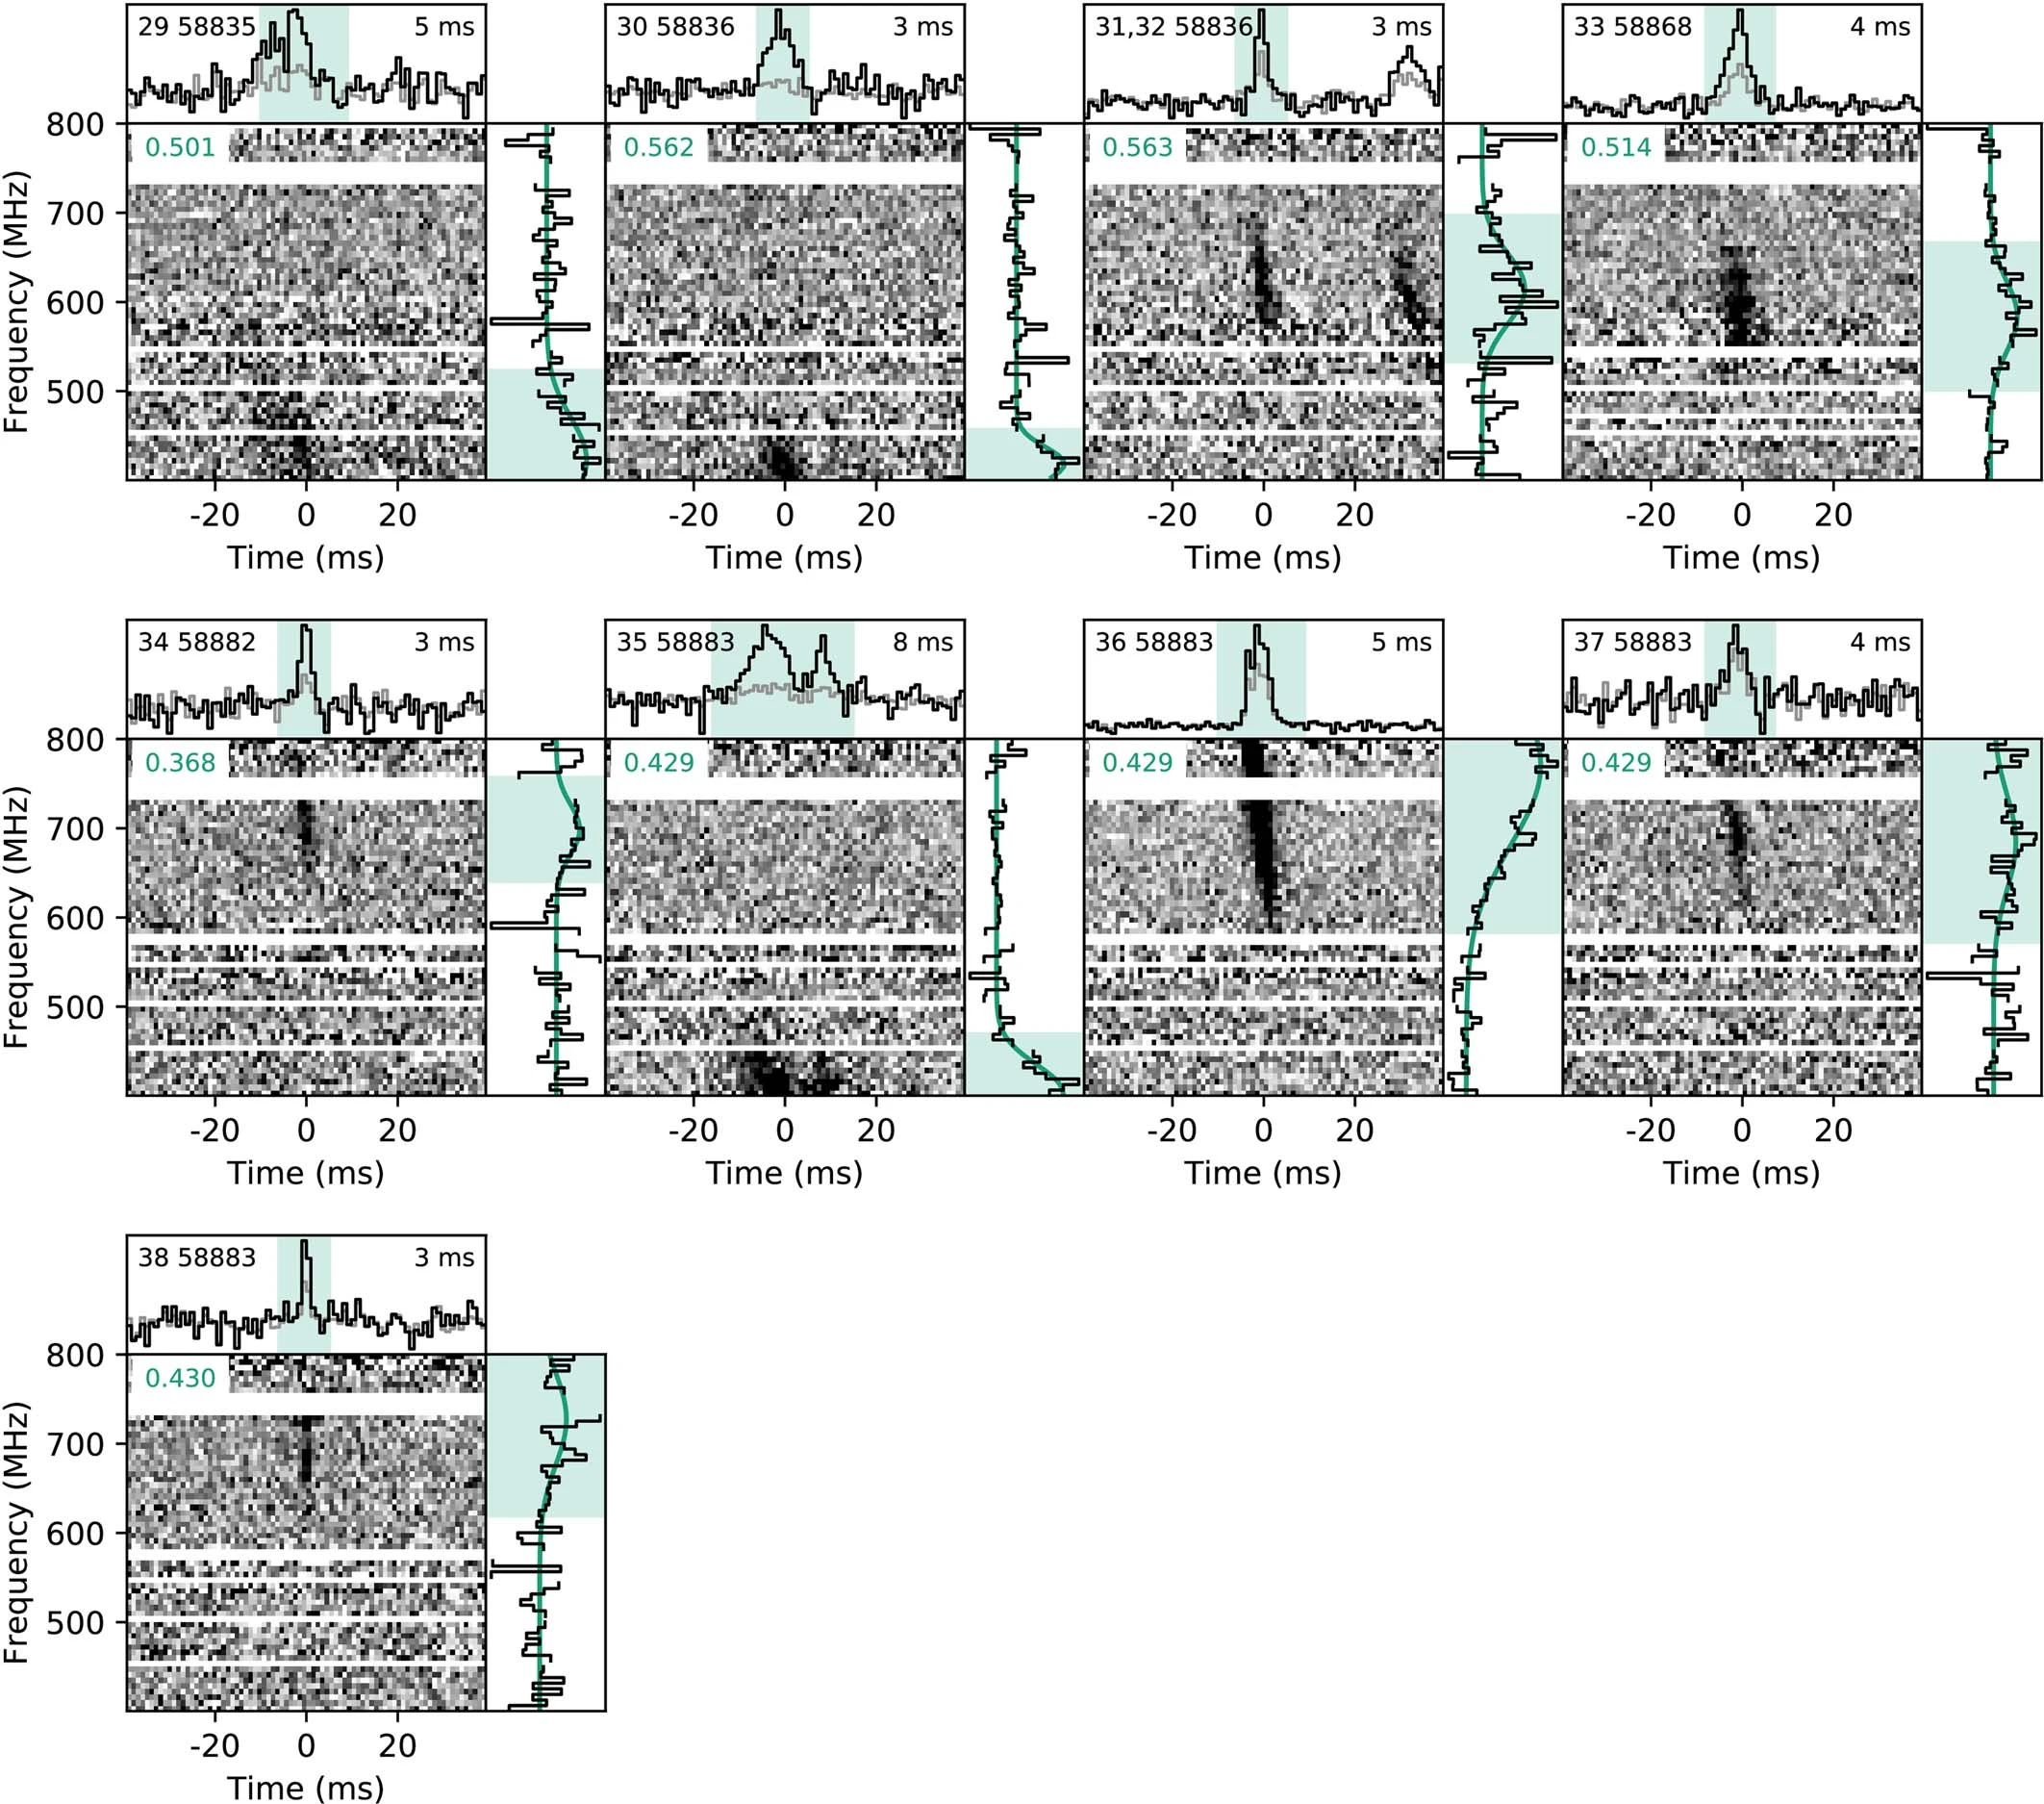 29 58835 5 ms
30 58836 3 ms
31,32 58836 3 ms
33 58868 4 ms
800
700
600
500
Frequency (MHz)
0.501
0.562
0.563
0.514
-20 0 20
-20 0 20
-20 0 20
-20 0 20
Time (ms)
Time (ms)
Time (ms)
Time (ms)
34 58882 3 ms
35 58883 8 ms
36 58883 5 ms
37 58883 4 ms
800
700
600
500
Frequency (MHz)
0.368
0.429
0.429
0.429
-20 0 20
-20 0 20
-20 0 20
-20 0 20
Time (ms)
Time (ms)
Time (ms)
Time (ms)
38 58883 3 ms
800
700
600
500
Frequency (MHz)
0.430
-20 0 20
Time (ms)